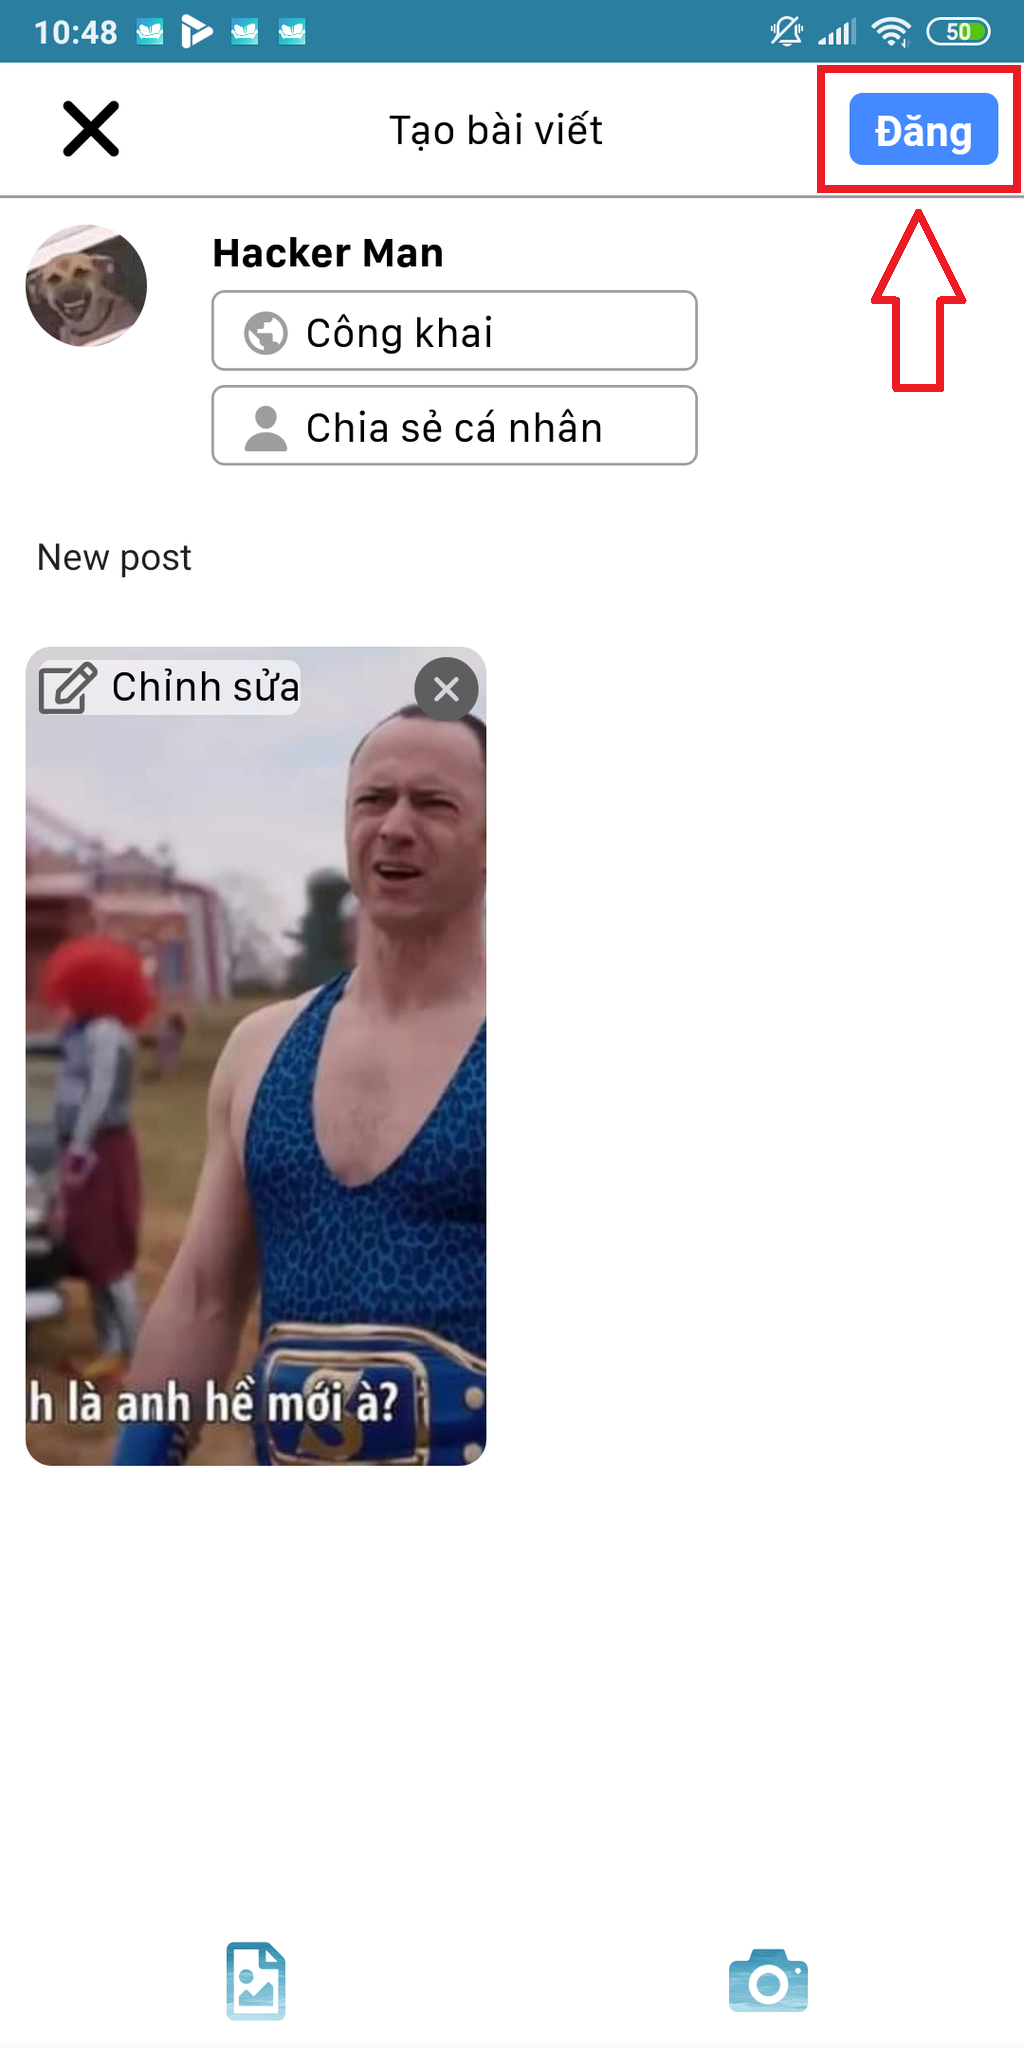 10:48
50
Tạo bài viết
Đăng
Hacker Man
Công khai
Chia sẻ cá nhân
New post
Chỉnh sửa
h là anh hề mới à?